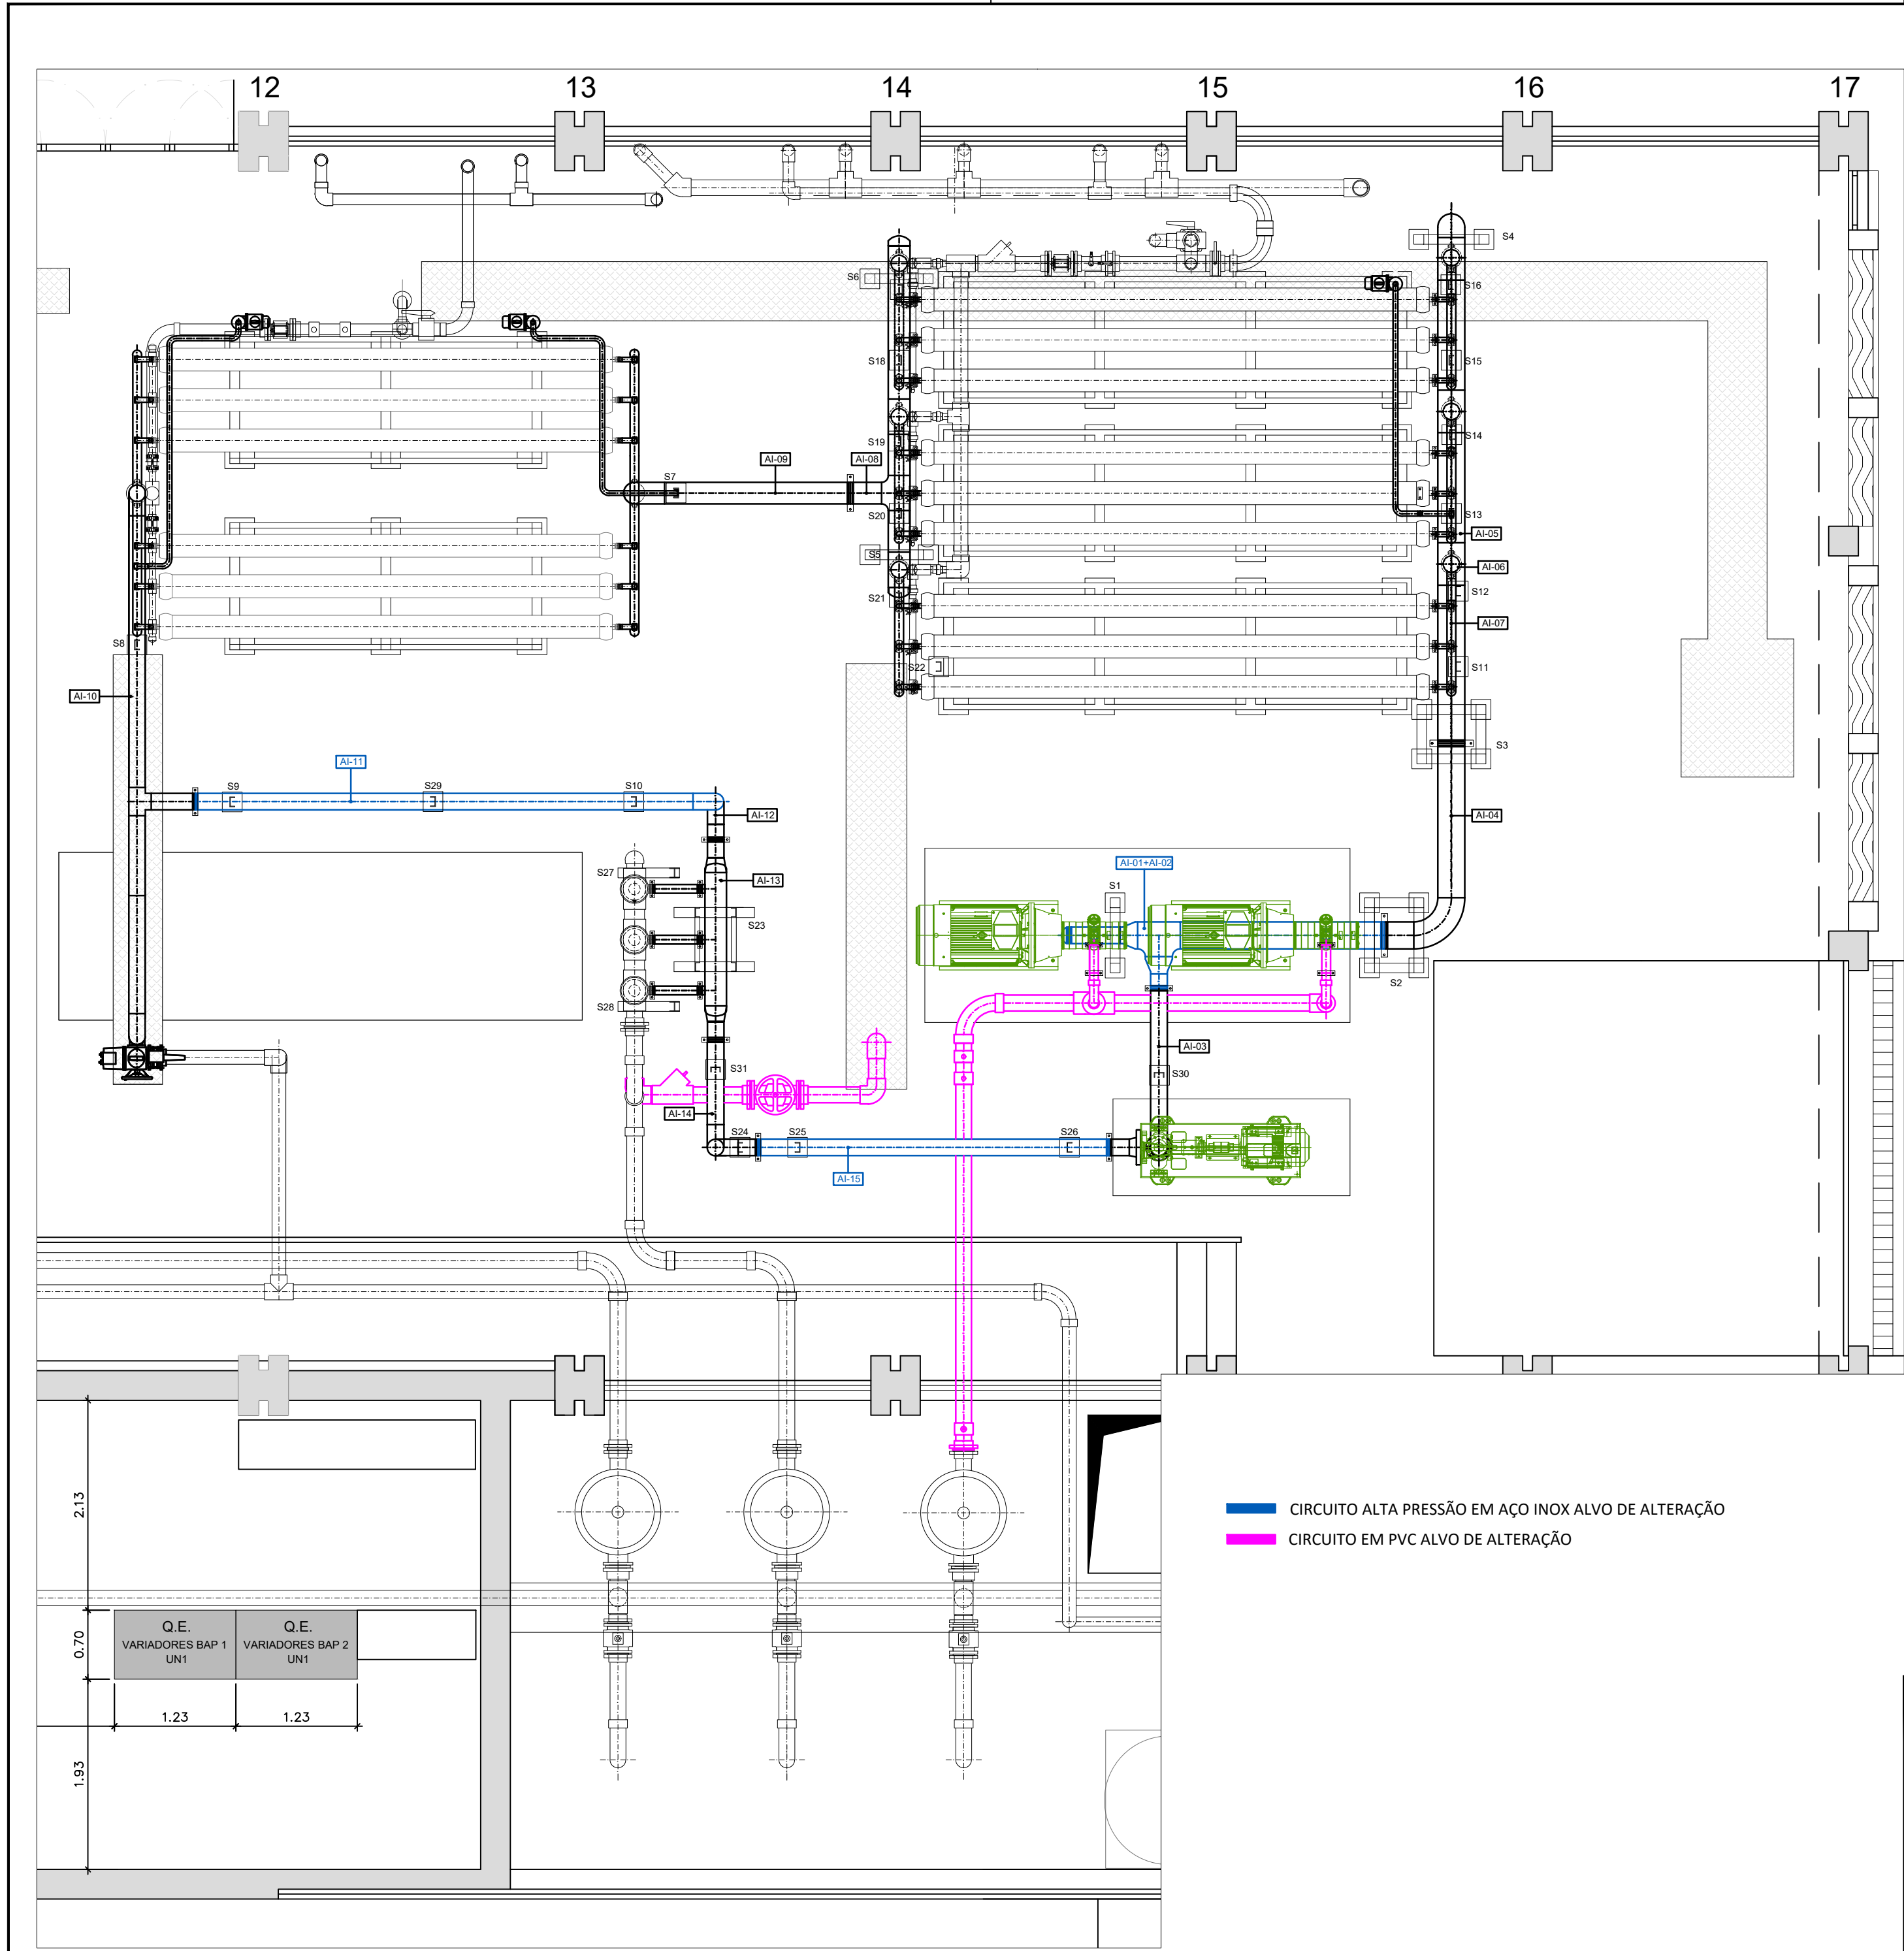 12 13 14 15 16 17
S4
S6
S16
S18
S15
S19
S14
AI-09
AI-08
S7
S20
S13
AI-05
S5
AI-06
S21
S12
AI-07
S8
S22
S11
AI-10
S3
AI-11
S9
S29
S10
AI-12
AI-04
AI-01+AI-02
S27
AI-13
S1
S23
S2
S28
AI-03
S31
S30
AI-14
S24
S25
S26
AI-15
2.13
CIRCUITO ALTA PRESSÃO EM AÇO INOX ALVO DE ALTERAÇÃO
CIRCUITO EM PVC ALVO DE ALTERAÇÃO
0.70
Q.E.
VARIADORES BAP 1
UN1
Q.E.
VARIADORES BAP 2
UN1
1.23
1.23
1.93